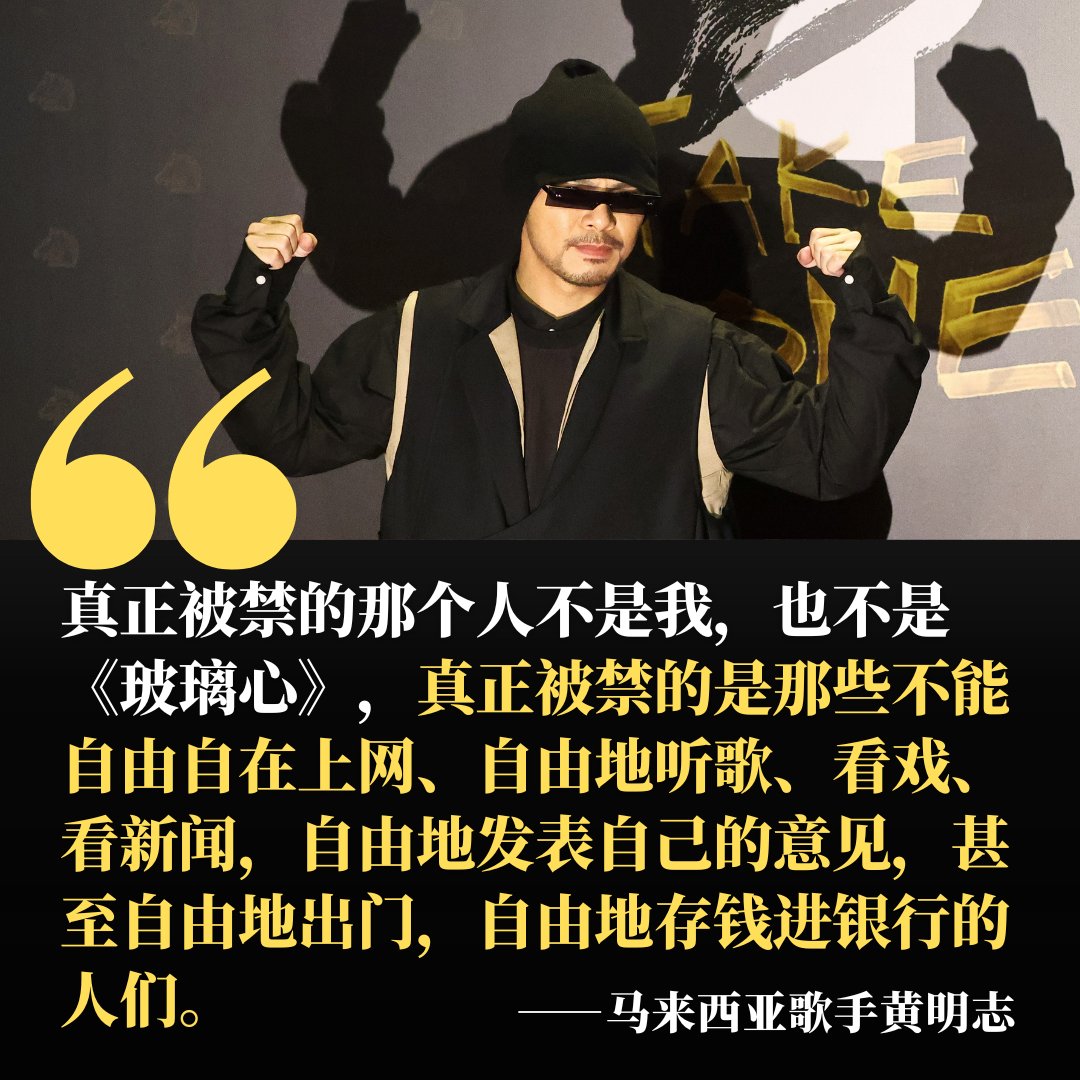 TAKE
ONE
真正被禁的那个人不是我，也不是
《玻璃心》，真正被禁的是那些不能
自由自在上网、自由地听歌、看戏、
看新闻，自由地发表自己的意见，甚
至自由地出门，自由地存钱进银行的
人们。
——马来西亚歌手黄明志